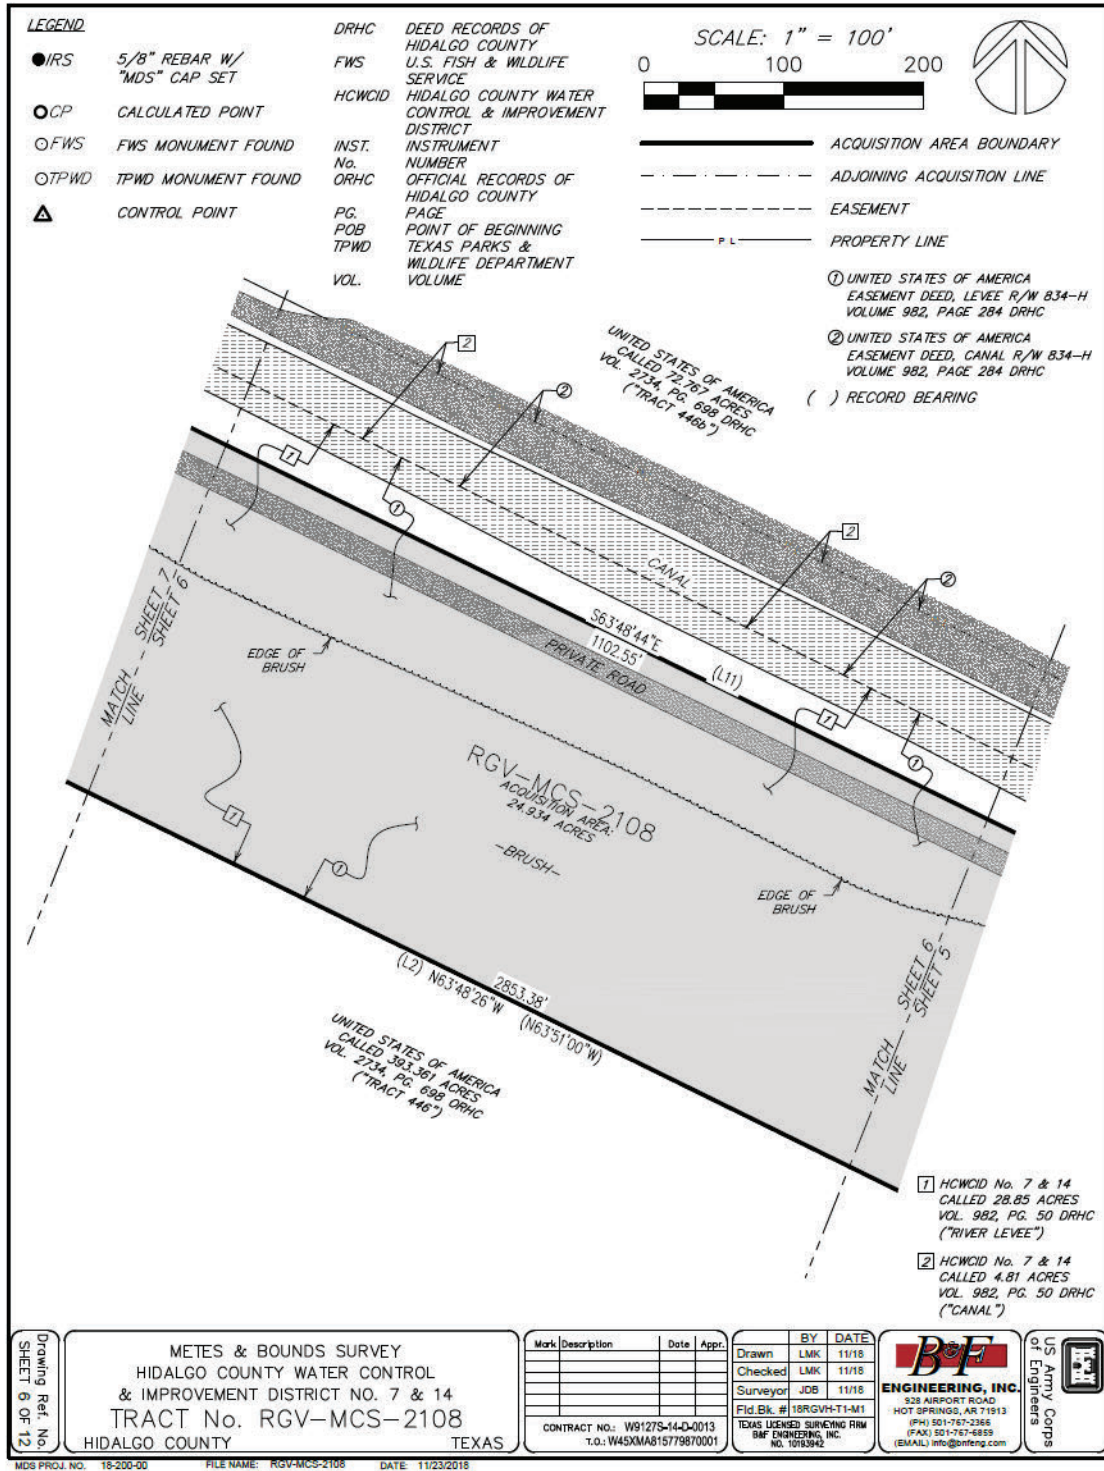 LEGEND
IRS 5/8" REBAR W/
"MDS" CAP SET
CP CALCULATED POINT
FWS FWS MONUMENT FOUND
TPWD TPWD MONUMENT FOUND
CONTROL POINT
DRHC DEED RECORDS OF
HIDALGO COUNTY
FWS U.S. FISH & WILDLIFE
SERVICE
HCWCID HIDALGO COUNTY WATER
CONTROL & IMPROVEMENT
DISTRICT
INST. INSTRUMENT
No. NUMBER
ORHC OFFICIAL RECORDS OF
HIDALGO COUNTY
PG. PAGE
POB POINT OF BEGINNING
TPWD TEXAS PARKS &
WILDLIFE DEPARTMENT
VOL. VOLUME
SCALE: 1" = 100'
0 100 200
ACQUISITION AREA BOUNDARY
ADJOINING ACQUISITION LINE
EASEMENT
P L PROPERTY LINE
1 UNITED STATES OF AMERICA
EASEMENT DEED, LEVEE R/W 834-H
VOLUME 982, PAGE 284 DRHC
2 UNITED STATES OF AMERICA
EASEMENT DEED, CANAL R/W 834-H
VOLUME 982, PAGE 284 DRHC
( ) RECORD BEARING
UNITED STATES OF AMERICA
CALLED 72.767 ACRES
VOL. 2734, PG. 698 DRHC
("TRACT 446b")
2
2
1
1
2
2
CANAL
S63°48'44"E
1102.55'
(L11)
PRIVATE ROAD
SHEET 7
SHEET 6
MATCH
LINE
EDGE OF
BRUSH
1
1
RGV-MCS-2108
ACQUISITION AREA:
24.934 ACRES
-BRUSH-
1
1
EDGE OF
BRUSH
SHEET 6
SHEET 5
MATCH
LINE
(L2) N63°48'26"W
2853.38'
(N63°51'00"W)
UNITED STATES OF AMERICA
CALLED 393.361 ACRES
VOL. 2734, PG. 698 ORHC
("TRACT 446")
1 HCWCID No. 7 & 14
CALLED 28.85 ACRES
VOL. 982, PG. 50 DRHC
("RIVER LEVEE")
2 HCWCID No. 7 & 14
CALLED 4.81 ACRES
VOL. 982, PG. 50 DRHC
("CANAL")
Drawing Ref. No.
SHEET 6 OF 12
METES & BOUNDS SURVEY
HIDALGO COUNTY WATER CONTROL
& IMPROVEMENT DISTRICT NO. 7 & 14
TRACT No. RGV-MCS-2108
HIDALGO COUNTY TEXAS
Mark Description Date Appr.
CONTRACT NO.: W9127S-14-D-0013
T.O.: W45XMA815779870001
BY DATE
Drawn LMK 11/18
Checked LMK 11/18
Surveyor JDB 11/18
Fld.Bk. # 18RGVH-T1-M1
TEXAS LICENSED SURVEYING FIRM
B&F ENGINEERING, INC.
NO. 10193942
B&F
ENGINEERING, INC.
928 AIRPORT ROAD
HOT SPRINGS, AR 71913
(PH) 501-767-2366
(FAX) 501-767-6859
(EMAIL) info@bnfeng.com
US Army Corps
of Engineers
MDS PROJ. NO. 18-200-00 FILE NAME: RGV-MCS-2108 DATE: 11/23/2018